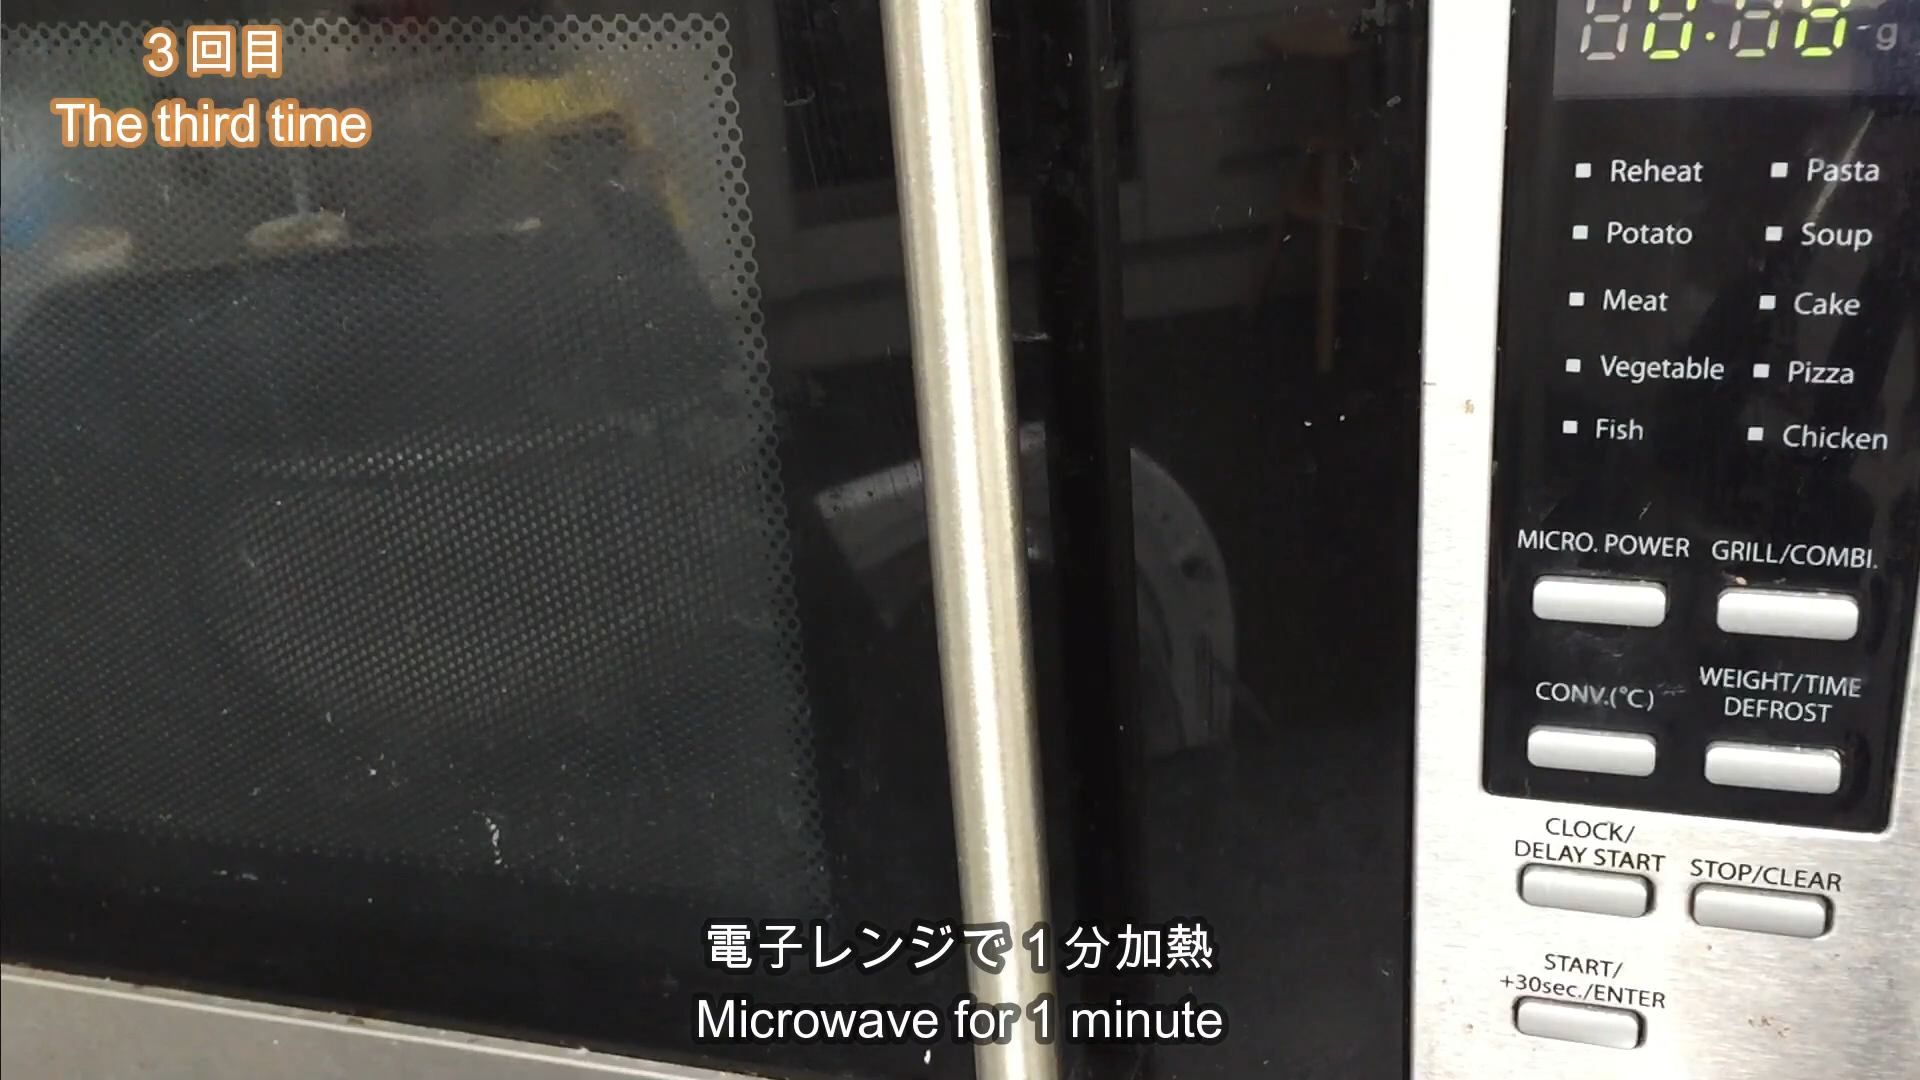 3回目
The third time
g
Reheat
Pasta
Potato
Soup
Meat
Cake
Vegetable
Pizza
Fish
Chicken
MICRO. POWER
GRILL/COMBI.
CONV.(°C)
WEIGHT/TIME
DEFROST
CLOCK/
DELAY START
STOP/CLEAR
START/
+30sec./ENTER
電子レンジで1分加熱
Microwave for 1 minute